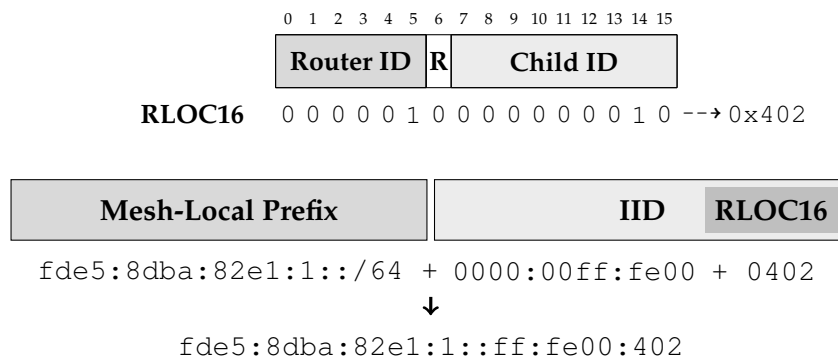 0 1 2 3 4 5 6 7 8 9 10 11 12 13 14 15
Router ID R Child ID
RLOC16 0 0 0 0 0 1 0 0 0 0 0 0 0 0 1 0 --→ 0x402
Mesh-Local Prefix IID RLOC16
fde5:8dba:82e1:1::/64 + 0000:00ff:fe00 + 0402
↓
fde5:8dba:82e1:1::ff:fe00:402